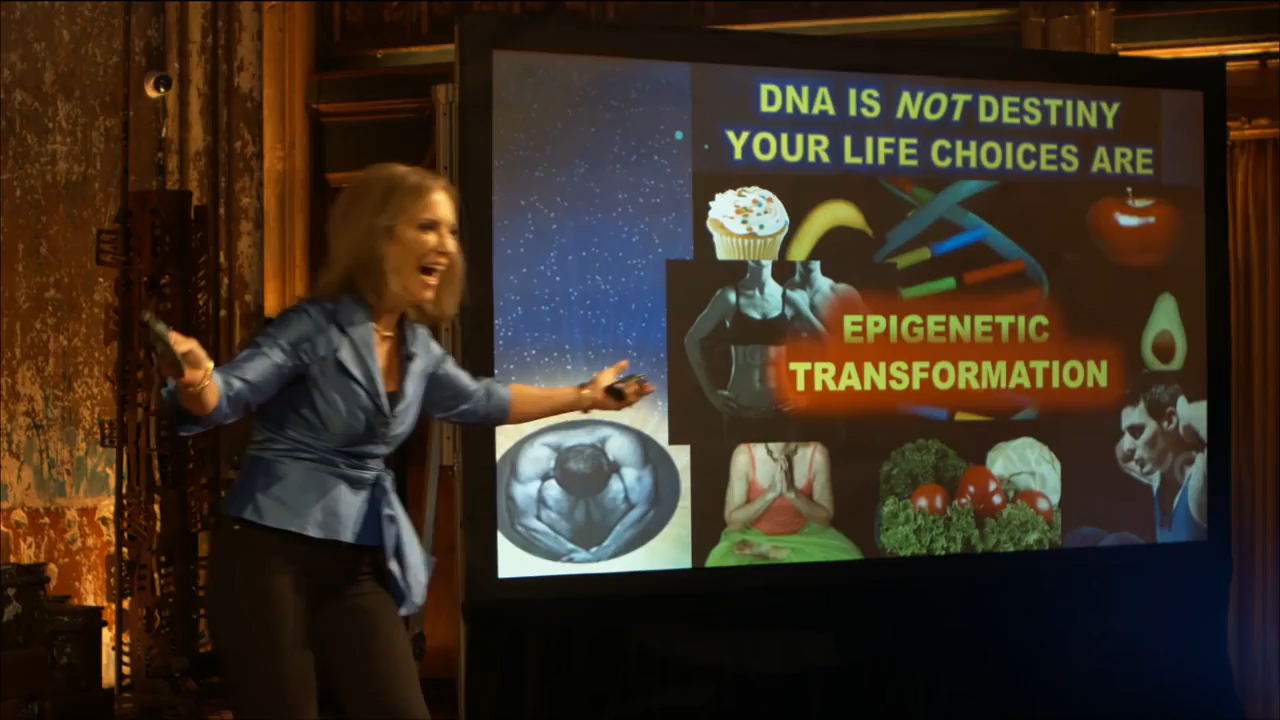 DNA IS NOT DESTINY
YOUR LIFE CHOICES ARE
EPIGENETIC
TRANSFORMATION